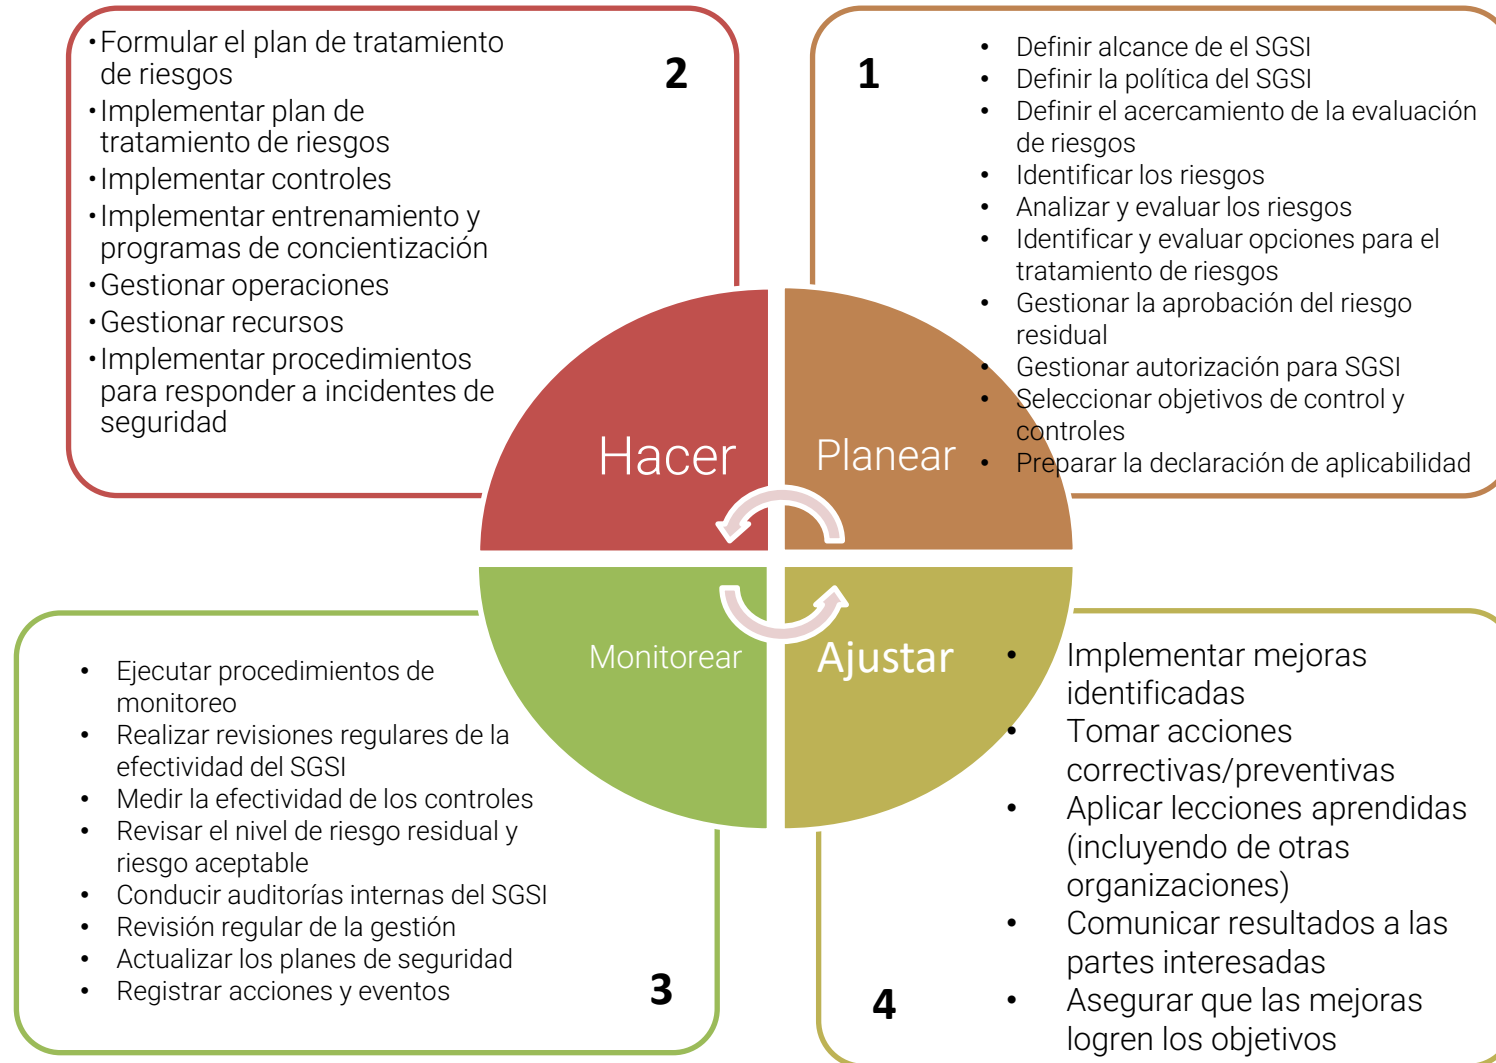 2
• Formular el plan de tratamiento
de riesgos
• Implementar plan de
tratamiento de riesgos
• Implementar controles
• Implementar entrenamiento y
programas de concientización
• Gestionar operaciones
• Gestionar recursos
• Implementar procedimientos
para responder a incidentes de
seguridad
Hacer
1
• Definir alcance de el SGSI
• Definir la política del SGSI
• Definir el acercamiento de la evaluación
de riesgos
• Identificar los riesgos
• Analizar y evaluar los riesgos
• Identificar y evaluar opciones para el
tratamiento de riesgos
• Gestionar la aprobación del riesgo
residual
• Gestionar autorización para SGSI
• Seleccionar objetivos de control y
controles
• Preparar la declaración de aplicabilidad
Planear
Monitorear
• Ejecutar procedimientos de
monitoreo
• Realizar revisiones regulares de la
efectividad del SGSI
• Medir la efectividad de los controles
• Revisar el nivel de riesgo residual y
riesgo aceptable
• Conducir auditorías internas del SGSI
• Revisión regular de la gestión
• Actualizar los planes de seguridad
• Registrar acciones y eventos
3
Ajustar
• Implementar mejoras
identificadas
• Tomar acciones
correctivas/preventivas
• Aplicar lecciones aprendidas
(incluyendo de otras
organizaciones)
• Comunicar resultados a las
partes interesadas
• Asegurar que las mejoras
logren los objetivos
4